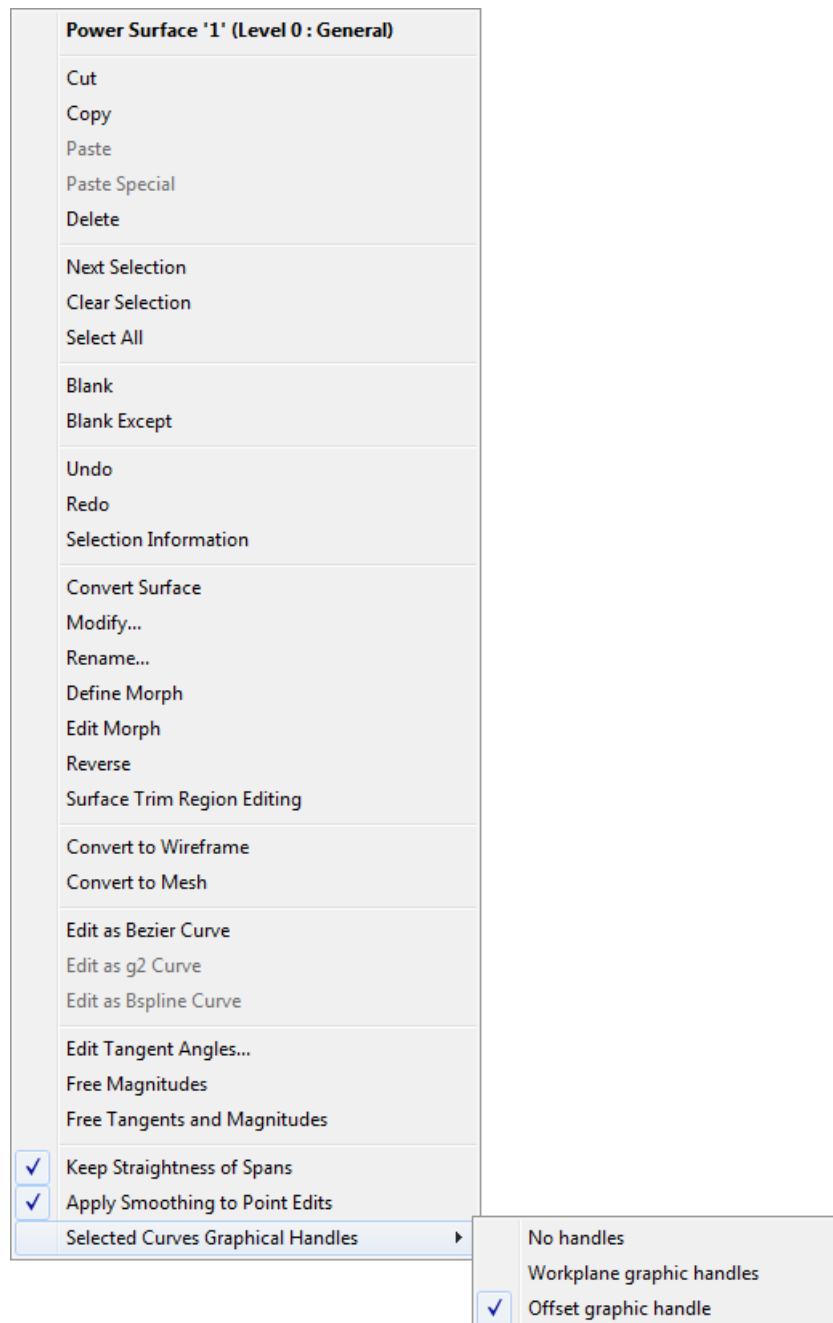 Power Surface '1' (Level 0 : General)
Cut
Copy
Paste
Paste Special
Delete
Next Selection
Clear Selection
Select All
Blank
Blank Except
Undo
Redo
Selection Information
Convert Surface
Modify...
Rename...
Define Morph
Edit Morph
Reverse
Surface Trim Region Editing
Convert to Wireframe
Convert to Mesh
Edit as Bezier Curve
Edit as g2 Curve
Edit as Bspline Curve
Edit Tangent Angles...
Free Magnitudes
Free Tangents and Magnitudes
Keep Straightness of Spans
Apply Smoothing to Point Edits
Selected Curves Graphical Handles
No handles
Workplane graphic handles
Offset graphic handle